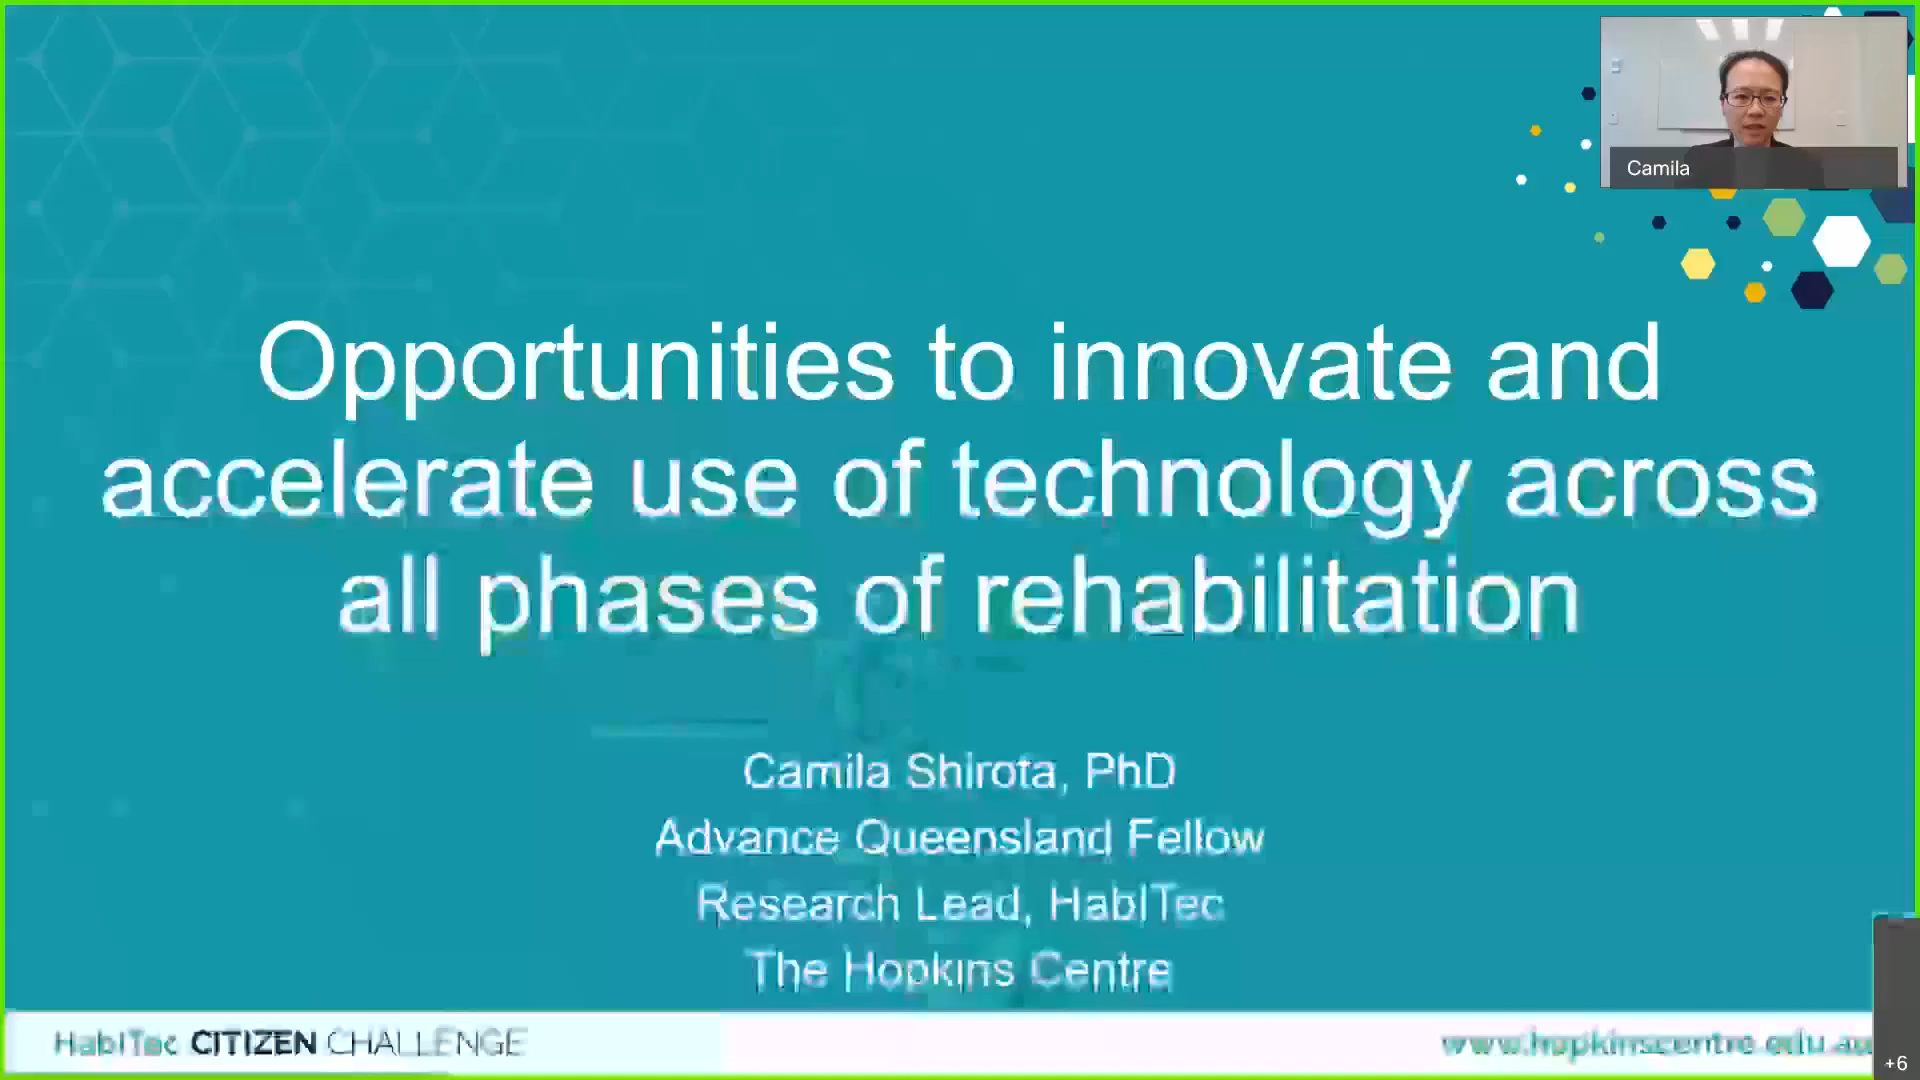 Camila
Opportunities to innovate and
accelerate use of technology across
all phases of rehabilitation
Camila Shirota, PhD
Advance Queensland Fellow
Research Lead, HabITec
The Hopkins Centre
HabITec CITIZEN CHALLENGE
www.hopkinscentre.edu.au
+6